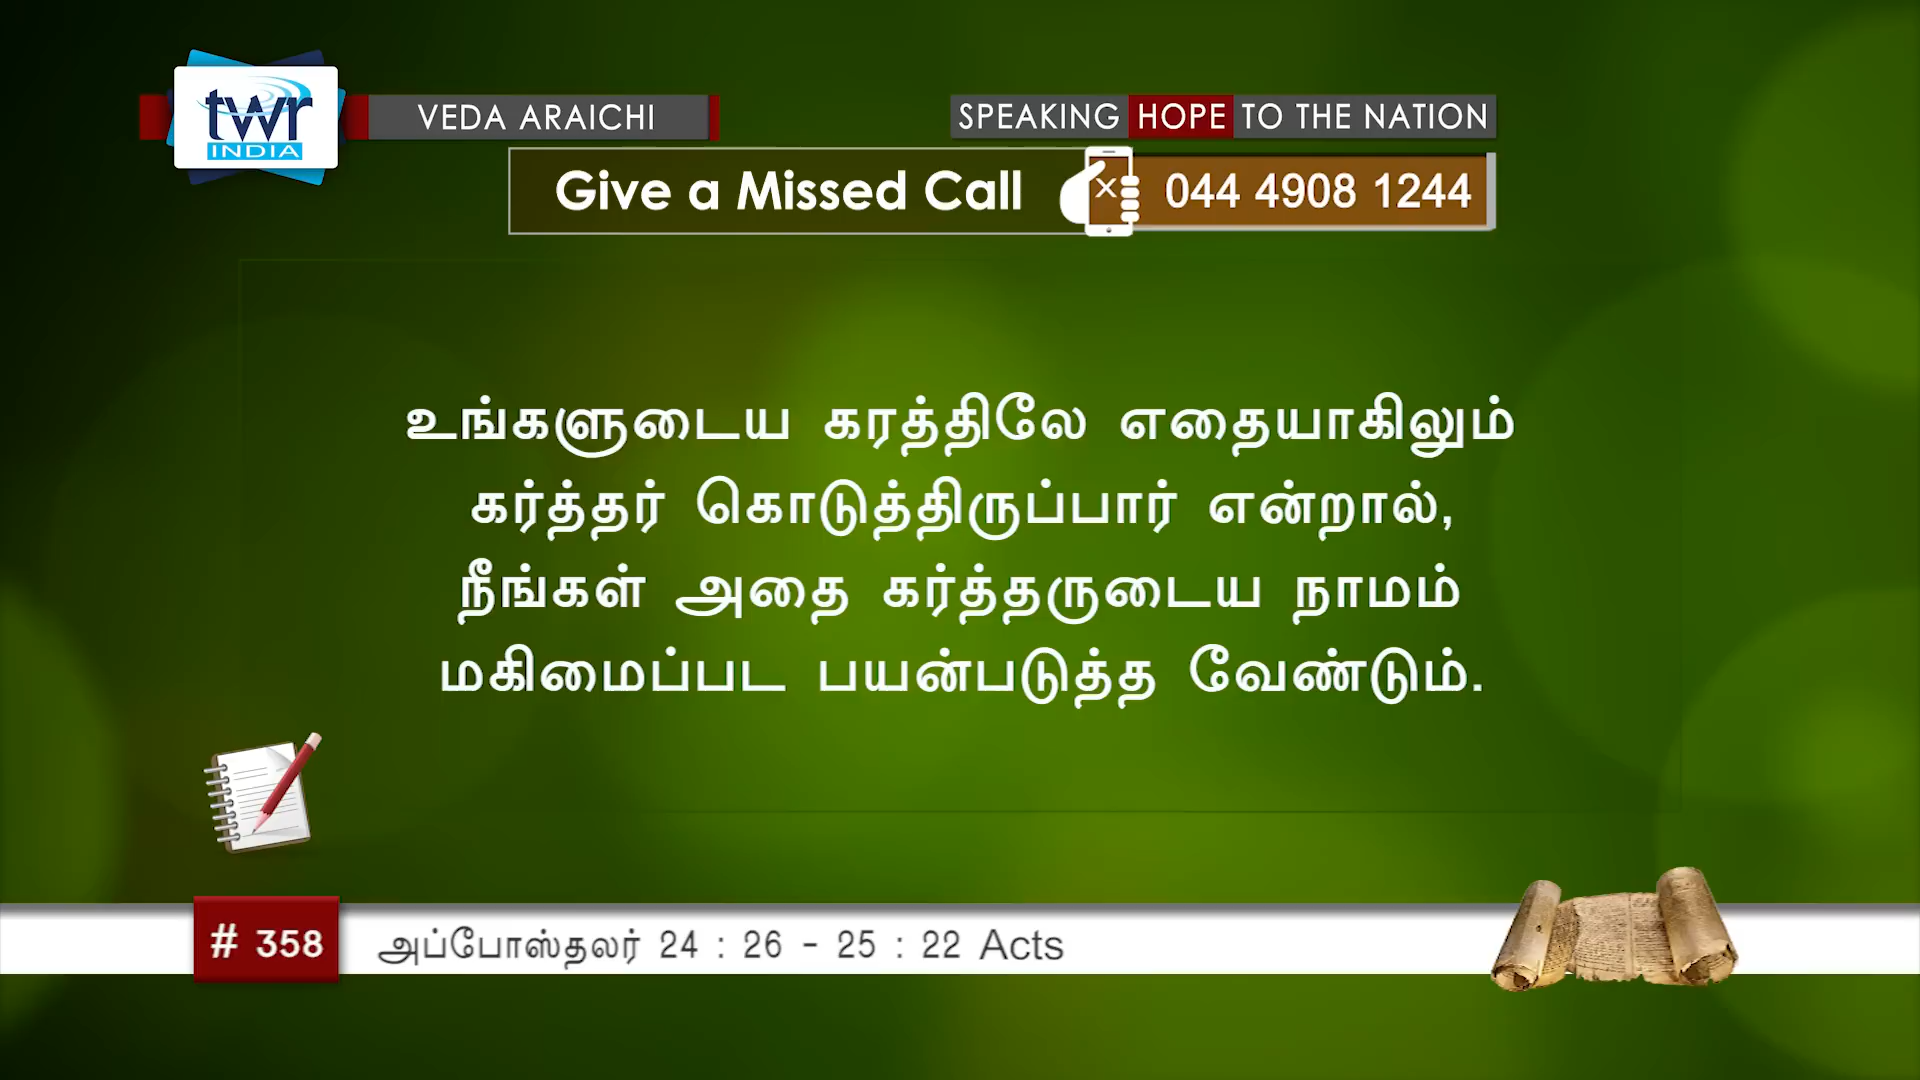 twr
INDIA
VEDA ARAICHI
SPEAKING HOPE TO THE NATION
Give a Missed Call
044 4908 1244
உங்களுடைய கரத்திலே எதையாகிலும்
கர்த்தர் கொடுத்திருப்பார் என்றால்,
நீங்கள் அதை கர்த்தருடைய நாமம்
மகிமைப்பட பயன்படுத்த வேண்டும்.
# 358
அப்போஸ்தலர் 24 : 26 - 25 : 22 Acts